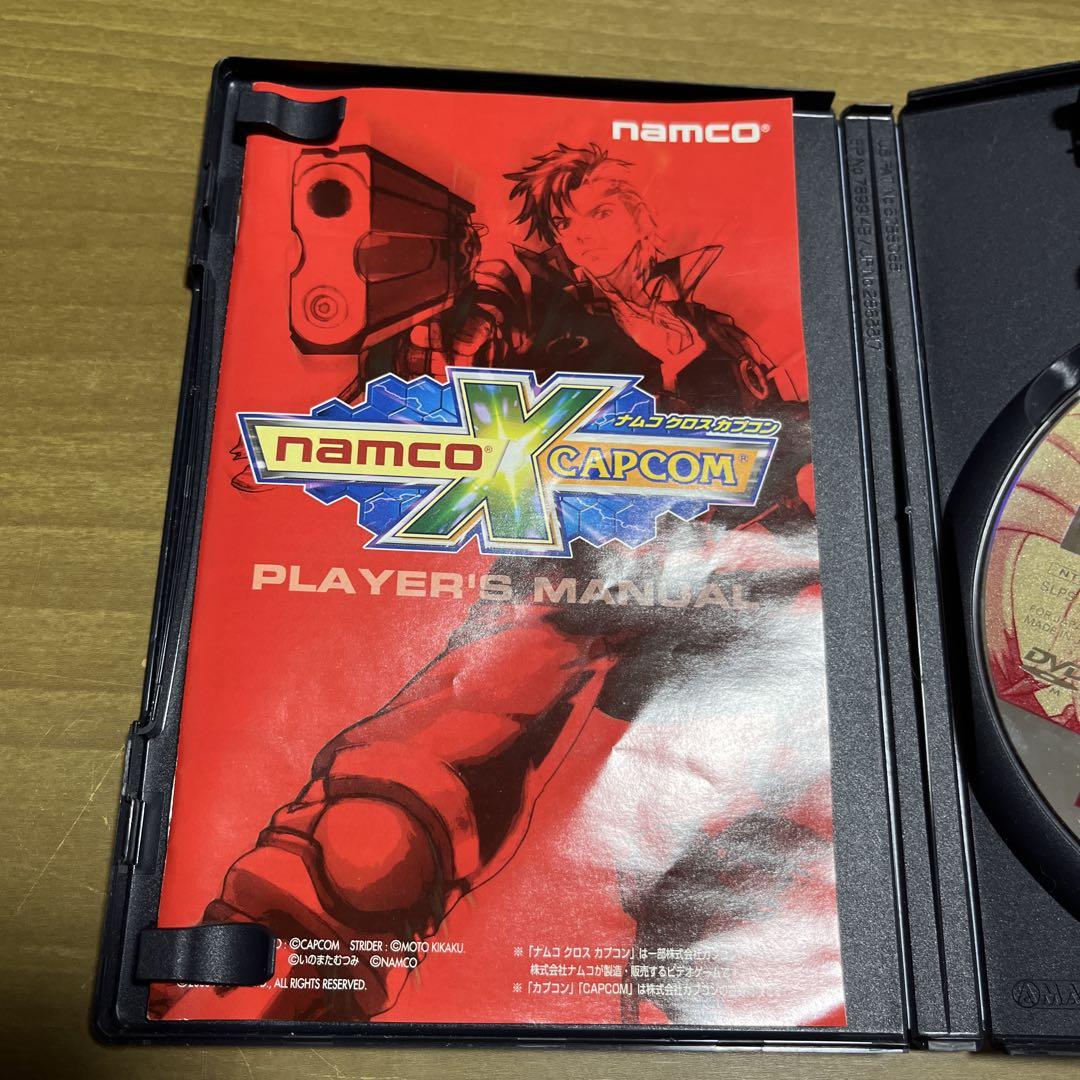 namco®
ナムコ クロス カプコン
namco® X CAPCOM®
PLAYER'S MANUAL
: ©CAPCOM STRIDER : ©MOTO KIKAKU.
©いのまたむつみ ©NAMCO
ALL RIGHTS RESERVED.
※「ナムコ クロス カプコン」は一部株式会社カプコン
株式会社ナムコが製造・販売するビデオゲームで
※「カプコン」「CAPCOM」は株式会社カプコンの
DVD